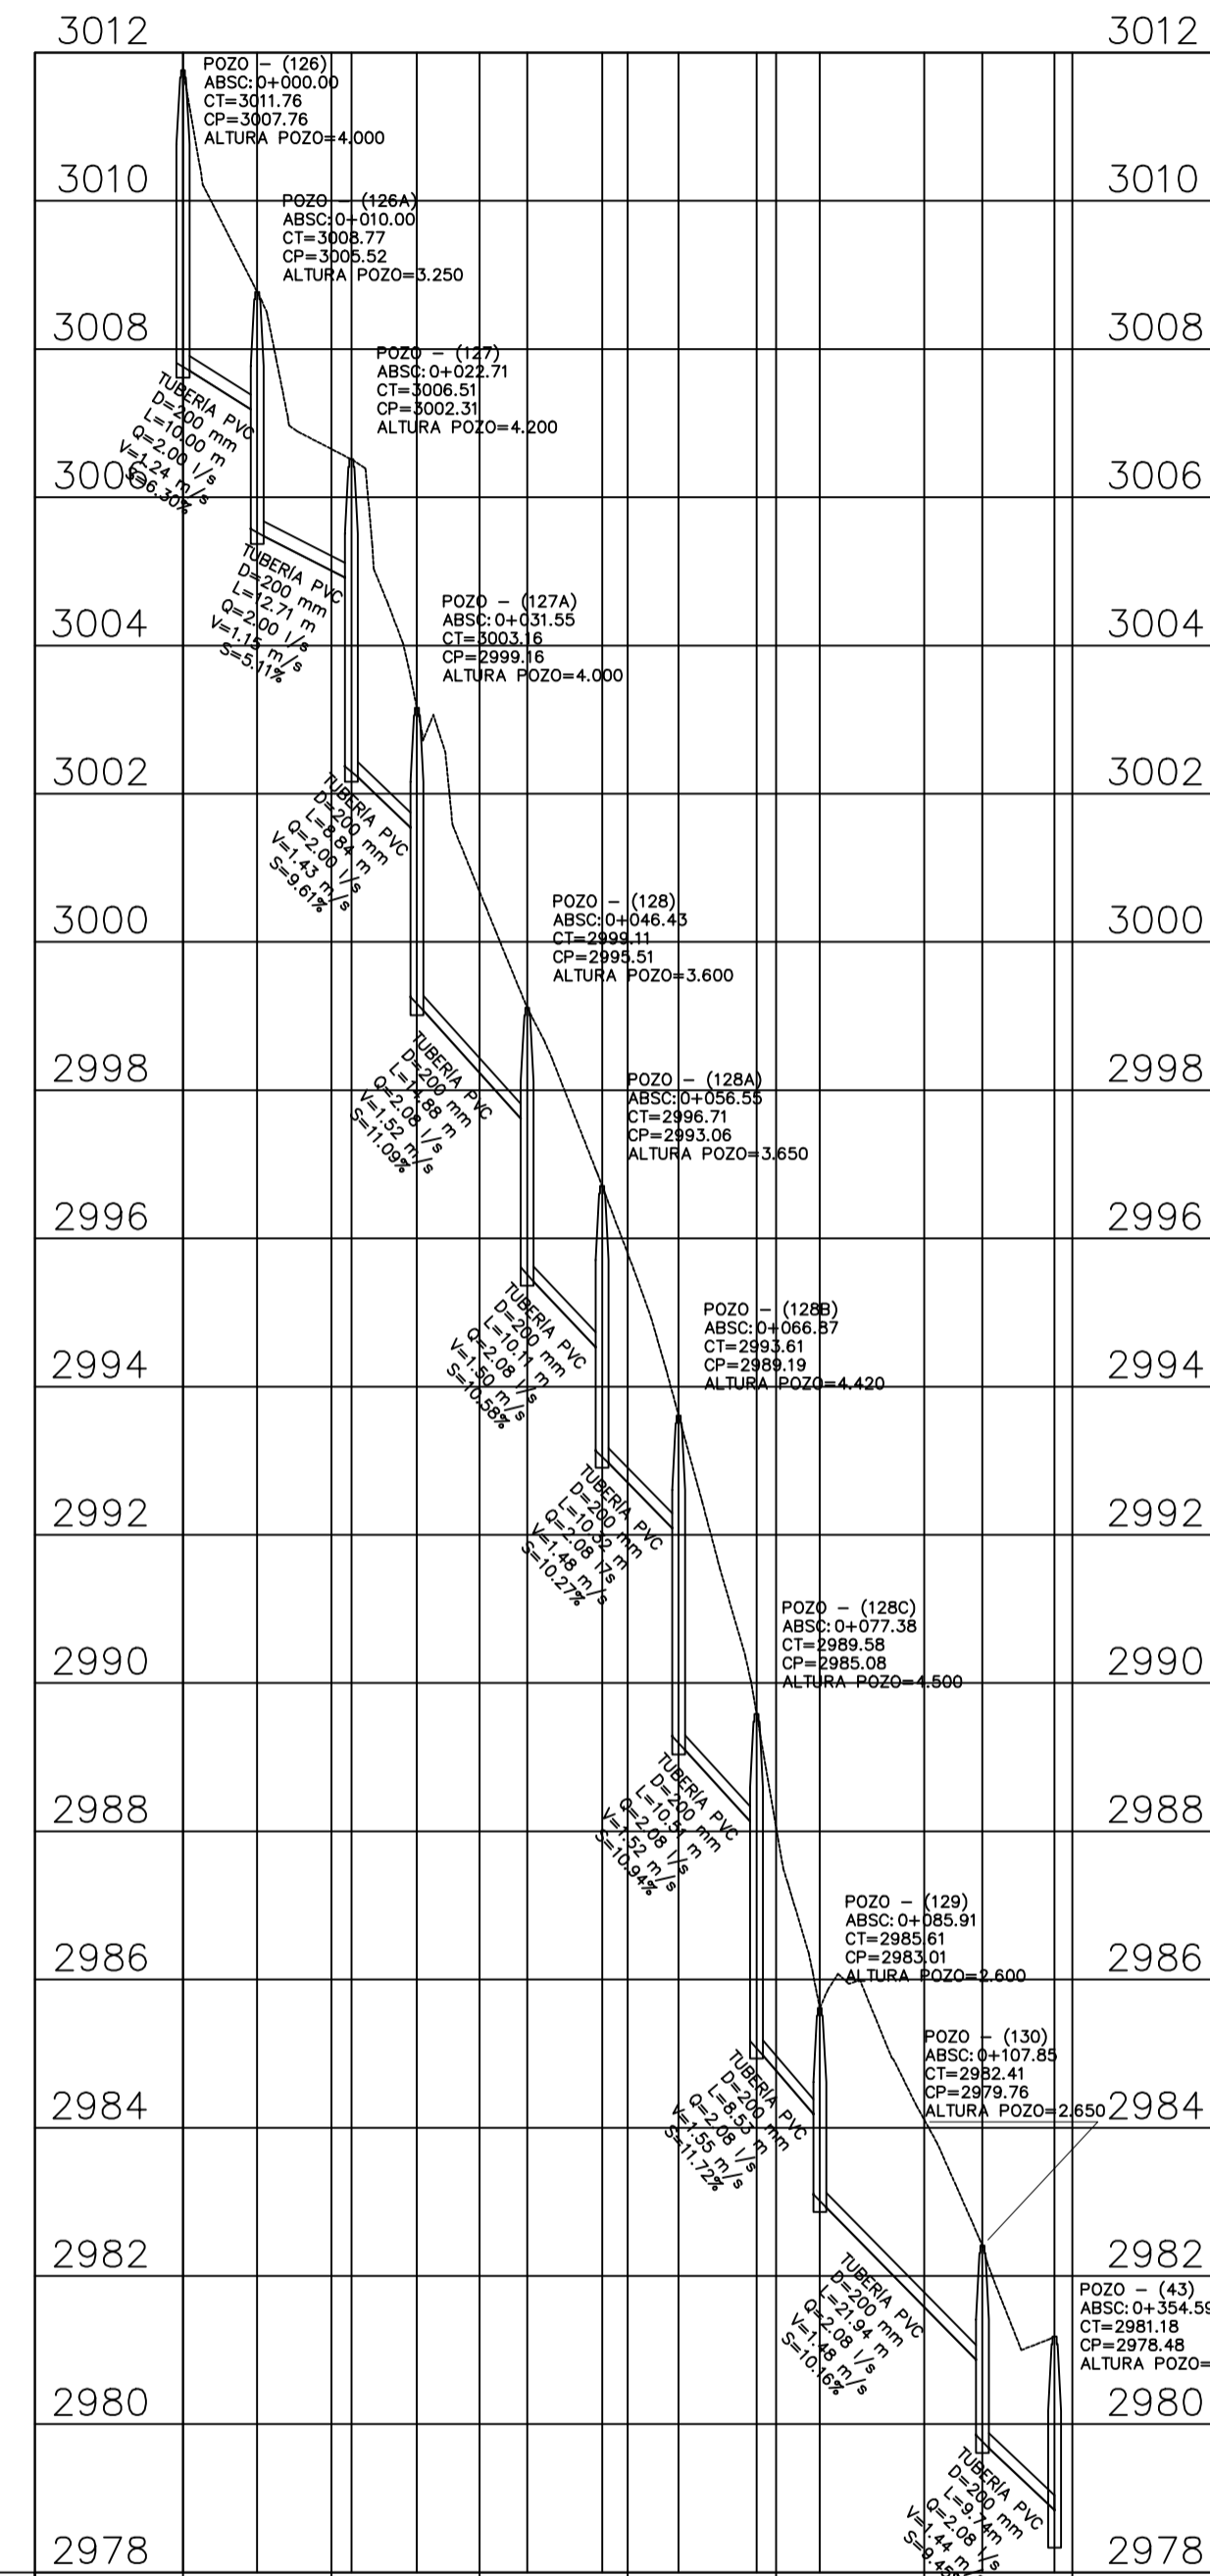 3012
3012
POZO - (126)
ABSC:0+000.00
CT=3011.76
CP=3007.76
ALTURA POZO=4.000
3010
3010
POZO - (126A)
ABSC:0+010.00
CT=3008.77
CP=3005.52
ALTURA POZO=3.250
3008
3008
POZO - (127)
ABSC:0+022.71
CT=3006.51
CP=3002.31
ALTURA POZO=4.200
TUBERÍA PVC
D=200 mm
L=10.00 m
Q=2.00 l/s
V=1.24 m/s
S=6.30%
3006
3006
TUBERÍA PVC
D=200 mm
L=12.71 m
Q=2.00 l/s
V=1.15 m/s
S=5.11%
3004
3004
POZO - (127A)
ABSC:0+031.55
CT=3003.16
CP=2999.16
ALTURA POZO=4.000
3002
3002
TUBERÍA PVC
D=200 mm
L=8.84 m
Q=2.00 l/s
V=1.43 m/s
S=9.61%
3000
3000
POZO - (128)
ABSC:0+046.43
CT=2999.11
CP=2995.51
ALTURA POZO=3.600
TUBERÍA PVC
D=200 mm
L=14.88 m
Q=2.08 l/s
V=1.52 m/s
S=11.09%
2998
2998
POZO - (128A)
ABSC:0+056.55
CT=2996.71
CP=2993.06
ALTURA POZO=3.650
2996
2996
TUBERÍA PVC
D=200 mm
L=10.11 m
Q=2.08 l/s
V=1.50 m/s
S=10.58%
POZO - (128B)
ABSC:0+066.87
CT=2993.61
CP=2989.19
ALTURA POZO=4.420
2994
2994
TUBERÍA PVC
D=200 mm
L=10.32 m
Q=2.08 l/s
V=1.48 m/s
S=10.27%
2992
2992
POZO - (128C)
ABSC:0+077.38
CT=2989.58
CP=2985.08
ALTURA POZO=4.500
2990
2990
TUBERÍA PVC
D=200 mm
L=10.51 m
Q=2.08 l/s
V=1.52 m/s
S=10.94%
2988
2988
POZO - (129)
ABSC:0+085.91
CT=2985.61
CP=2983.01
ALTURA POZO=2.600
2986
2986
TUBERÍA PVC
D=200 mm
L=8.53 m
Q=2.08 l/s
V=1.55 m/s
S=11.72%
POZO - (130)
ABSC:0+107.85
CT=2982.41
CP=2979.76
ALTURA POZO=2.650
2984
2984
2982
2982
TUBERÍA PVC
D=200 mm
L=21.94 m
Q=2.08 l/s
V=1.48 m/s
S=10.16%
POZO - (43)
ABSC:0+354.59
CT=2981.18
CP=2978.48
ALTURA POZO=
2980
2980
TUBERÍA PVC
D=200 mm
L=9.74m
Q=2.08 l/s
V=1.44 m/s
2978
2978